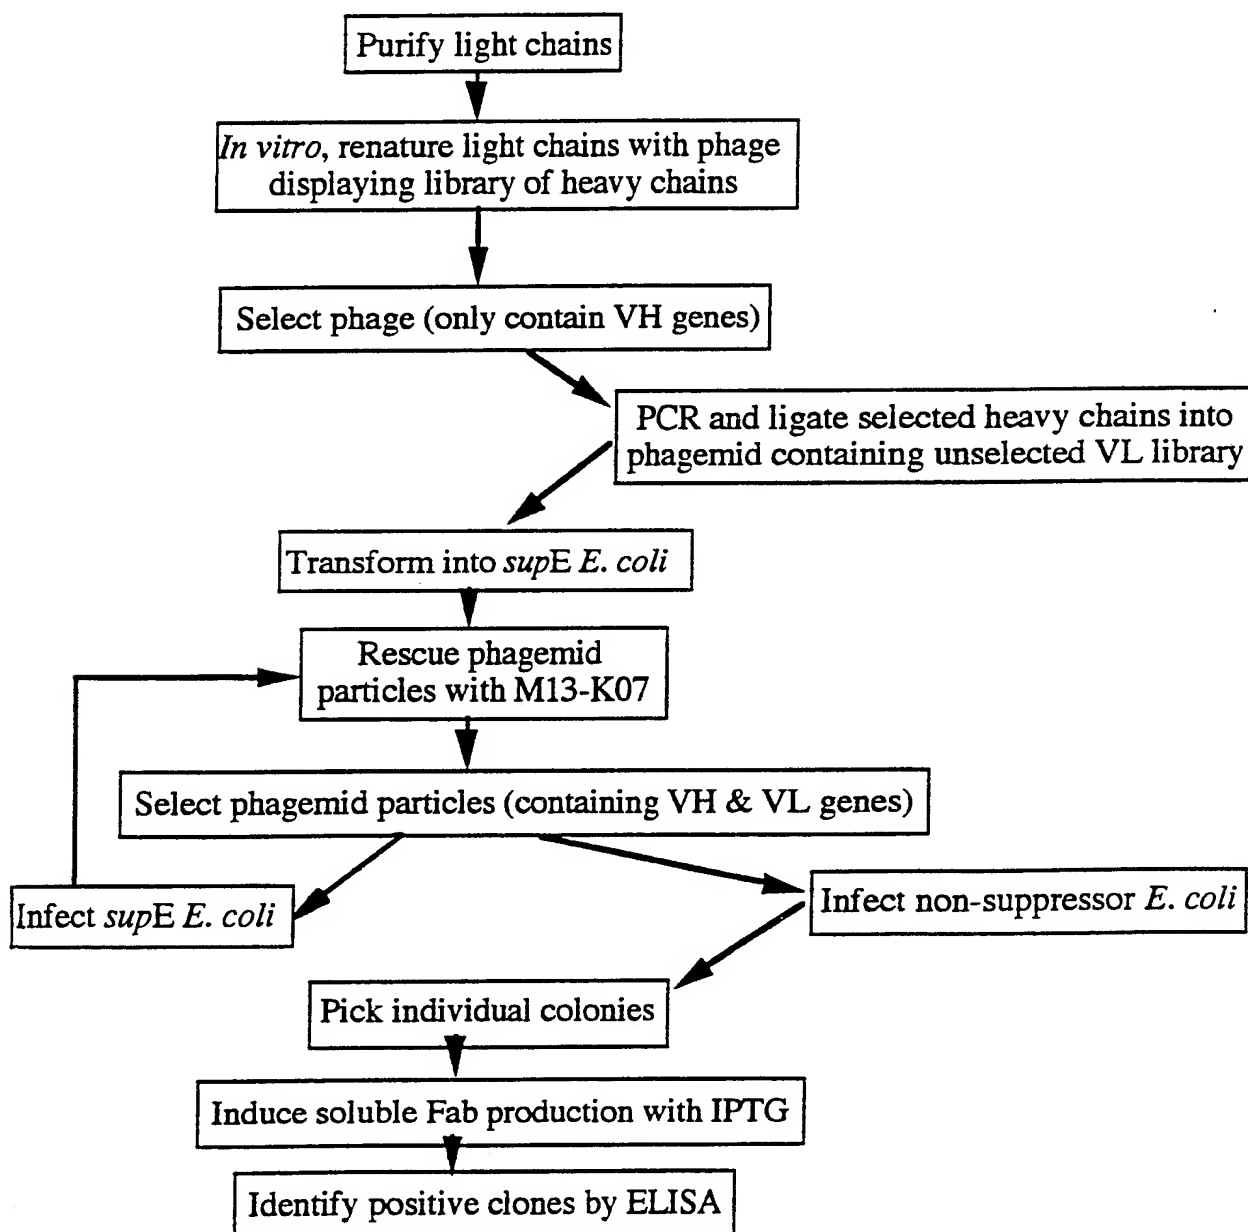 Purify light chains
In vitro, renature light chains with phage
displaying library of heavy chains
Select phage (only contain VH genes)
PCR and ligate selected heavy chains into
phagemid containing unselected VL library
Transform into supE E. coli
Rescue phagemid
particles with M13-K07
Select phagemid particles (containing VH & VL genes)
Infect supE E. coli
Infect non-suppressor E. coli
Pick individual colonies
Induce soluble Fab production with IPTG
Identify positive clones by ELISA